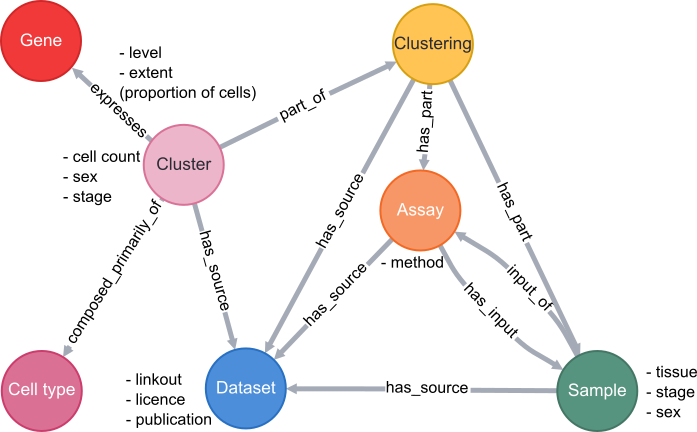 Gene
Clustering
- level
- extent
(proportion of cells)
expresses
part_of
has_part
- cell count
- sex
- stage
Cluster
has_source
has_part
Assay
- method
composed_primarily_of
has_source
has_source
input_of
has_input
Cell type
- linkout
- licence
- publication
Dataset
has_source
Sample
- tissue
- stage
- sex